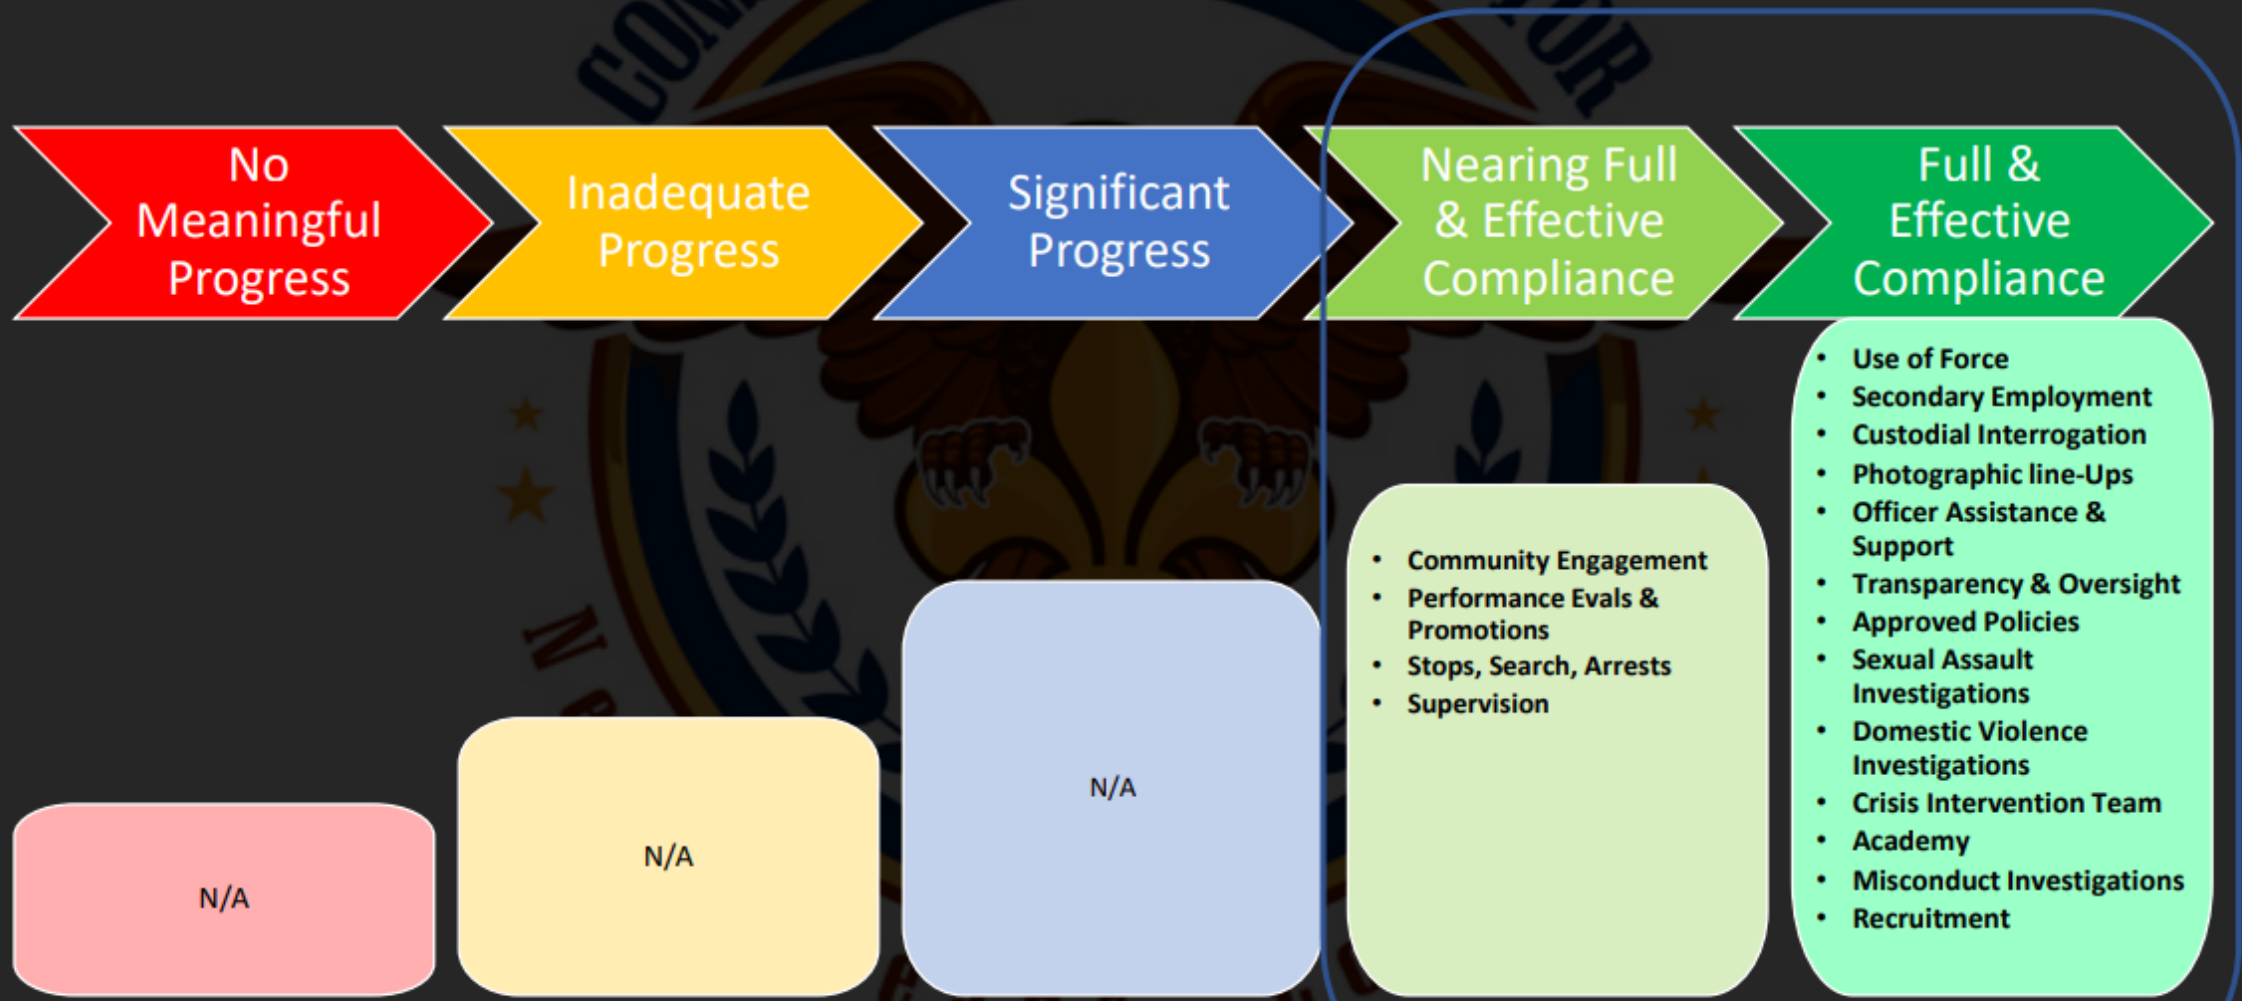 No
Meaningful
Progress
Inadequate
Progress
Significant
Progress
Nearing Full
& Effective
Compliance
Full &
Effective
Compliance
N/A
N/A
N/A
• Community Engagement
• Performance Evals &
Promotions
• Stops, Search, Arrests
• Supervision
• Use of Force
• Secondary Employment
• Custodial Interrogation
• Photographic line-Ups
• Officer Assistance &
Support
• Transparency & Oversight
• Approved Policies
• Sexual Assault
Investigations
• Domestic Violence
Investigations
• Crisis Intervention Team
• Academy
• Misconduct Investigations
• Recruitment